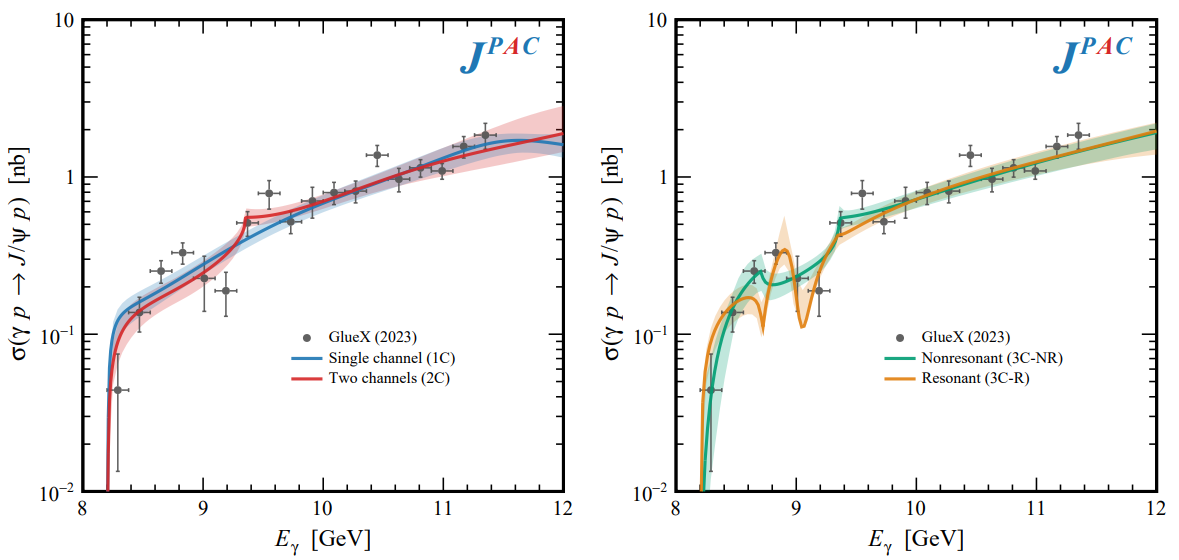 10
1
10⁻¹
10⁻²
σ(γ p → J/ψ p) [nb]
J^PAC
GlueX (2023)
Single channel (1C)
Two channels (2C)
8
9
10
11
12
E_γ [GeV]
10
1
10⁻¹
10⁻²
σ(γ p → J/ψ p) [nb]
J^PAC
GlueX (2023)
Nonresonant (3C-NR)
Resonant (3C-R)
8
9
10
11
12
E_γ [GeV]